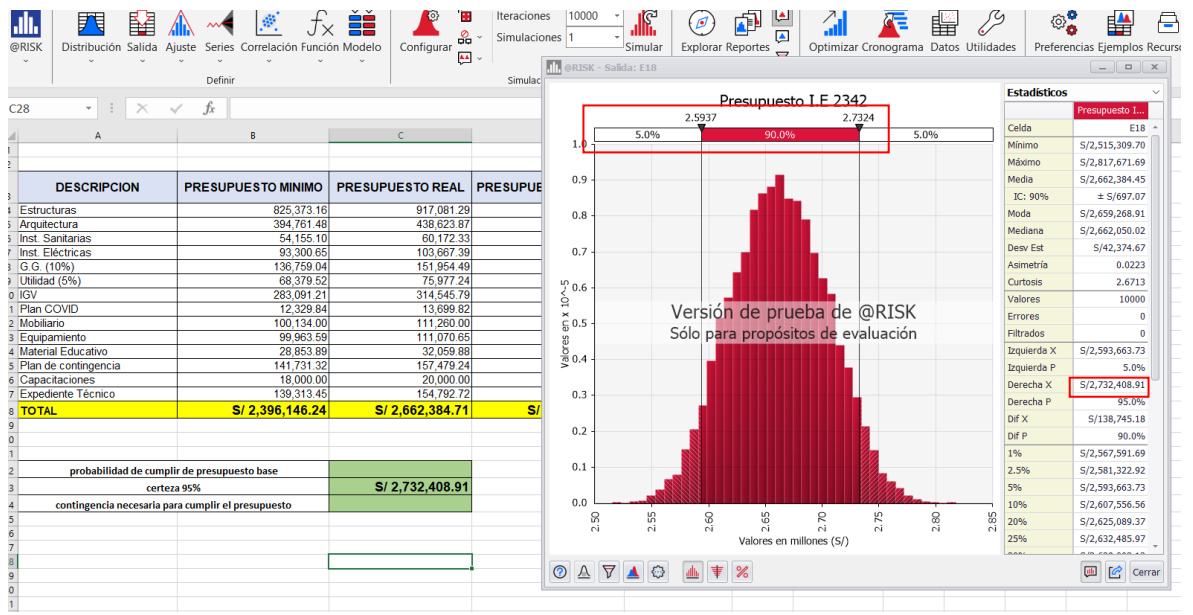 Iteraciones 10000
Simulaciones 1
@RISK Distribución Salida Ajuste Series Correlación Función Modelo Configurar Simular Explorar Reportes Optimizar Cronograma Datos Utilidades Preferencias Ejemplos Recurso
Definir Simulac
C28 fx
A B C
DESCRIPCION PRESUPUESTO MINIMO PRESUPUESTO REAL PRESUPUE
Estructuras 825,373.16 917,081.29
Arquitectura 394,761.48 438,623.87
Inst. Sanitarias 54,155.10 60,172.33
Inst. Eléctricas 93,300.65 103,667.39
G.G. (10%) 136,759.04 151,954.49
Utilidad (5%) 68,379.52 75,977.24
IGV 283,091.21 314,545.79
Plan COVID 12,329.84 13,699.82
Mobiliario 100,134.00 111,260.00
Equipamiento 99,963.59 111,070.65
Material Educativo 28,853.89 32,059.88
Plan de contingencia 141,731.32 157,479.24
Capacitaciones 18,000.00 20,000.00
Expediente Técnico 139,313.45 154,792.72
TOTAL S/ 2,396,146.24 S/ 2,662,384.71 S/
probabilidad de cumplir de presupuesto base
certeza 95% S/ 2,732,408.91
contingencia necesaria para cumplir el presupuesto
@RISK - Salida: E18
Presupuesto I.E 2342
2.5937 2.7324
5.0% 90.0% 5.0%
1.0
0.9
0.8
0.7
0.6
0.5
0.4
0.3
0.2
0.1
0.0
Valores en x 10^-5
Versión de prueba de @RISK
Sólo para propósitos de evaluación
2.50 2.55 2.60 2.65 2.70 2.75 2.80 2.85
Valores en millones (S/)
Estadísticos
Presupuesto I...
Celda E18
Mínimo S/2,515,309.70
Máximo S/2,817,671.69
Media S/2,662,384.45
IC: 90% ± S/697.07
Moda S/2,659,268.91
Mediana S/2,662,050.02
Desv Est S/42,374.67
Asimetría 0.0223
Curtosis 2.6713
Valores 10000
Errores 0
Filtrados 0
Izquierda X S/2,593,663.73
Izquierda P 5.0%
Derecha X S/2,732,408.91
Derecha P 95.0%
Dif X S/138,745.18
Dif P 90.0%
1% S/2,567,591.69
2.5% S/2,581,322.92
5% S/2,593,663.73
10% S/2,607,556.56
20% S/2,625,089.37
25% S/2,632,485.97
Cerrar